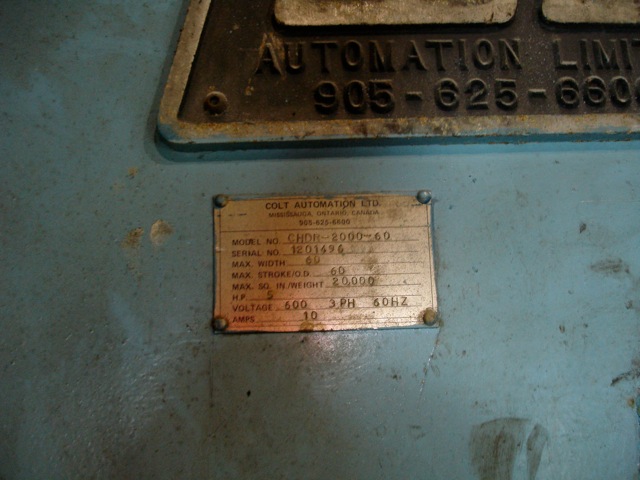 AUTOMATION LIMIT
905-625-660
COLT AUTOMATION LTD.
MISSISSAUGA, ONTARIO, CANADA
905-625-6600
MODEL NO. CHDR-2000-60
SERIAL NO. 1201494
MAX. WIDTH 60
MAX. STROKE/O.D. 60
MAX. SQ. IN./WEIGHT 20,000
H.P. 5
VOLTAGE 600 3 PH 60HZ
AMPS 10